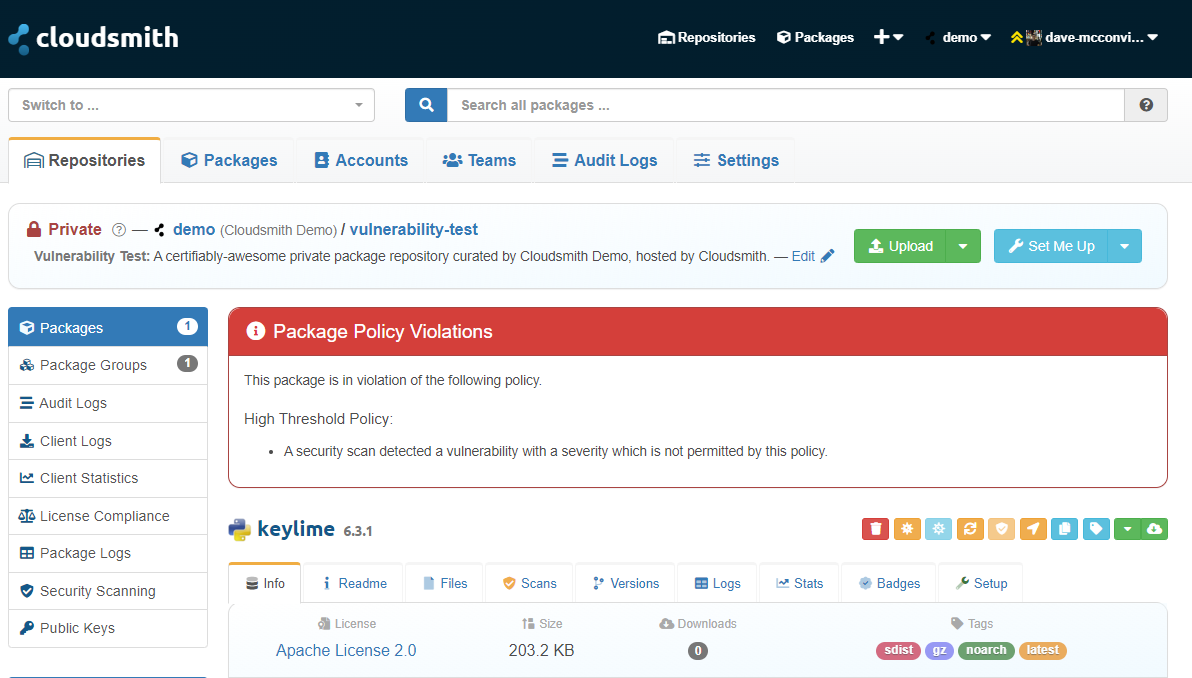 cloudsmith
Repositories Packages demo dave-mcconvi...
Switch to ... Search all packages ...
Repositories Packages Accounts Teams Audit Logs Settings
Private — demo (Cloudsmith Demo) / vulnerability-test
Vulnerability Test: A certifiably-awesome private package repository curated by Cloudsmith Demo, hosted by Cloudsmith. — Edit
Upload Set Me Up
Packages 1
Package Groups 1
Audit Logs
Client Logs
Client Statistics
License Compliance
Package Logs
Security Scanning
Public Keys
Package Policy Violations
This package is in violation of the following policy.
High Threshold Policy:
• A security scan detected a vulnerability with a severity which is not permitted by this policy.
keylime 6.3.1
Info Readme Files Scans Versions Logs Stats Badges Setup
License Size Downloads Tags
Apache License 2.0 203.2 KB 0 sdist gz noarch latest